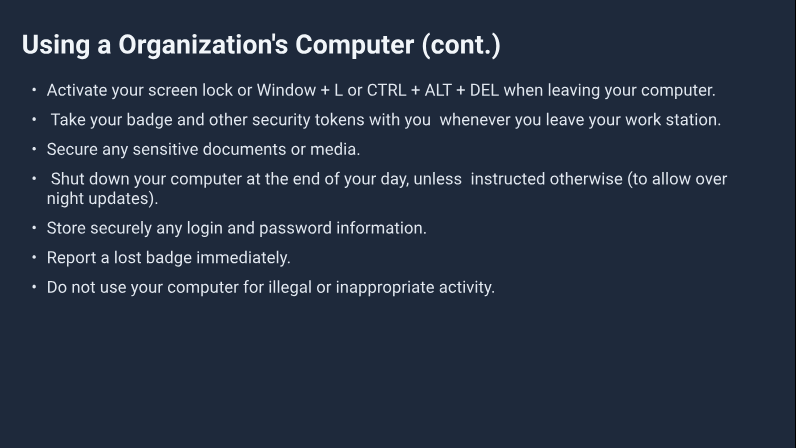 Using a Organization's Computer (cont.)
• Activate your screen lock or Window + L or CTRL + ALT + DEL when leaving your computer.
• Take your badge and other security tokens with you  whenever you leave your work station.
• Secure any sensitive documents or media.
• Shut down your computer at the end of your day, unless  instructed otherwise (to allow over
night updates).
• Store securely any login and password information.
• Report a lost badge immediately.
• Do not use your computer for illegal or inappropriate activity.